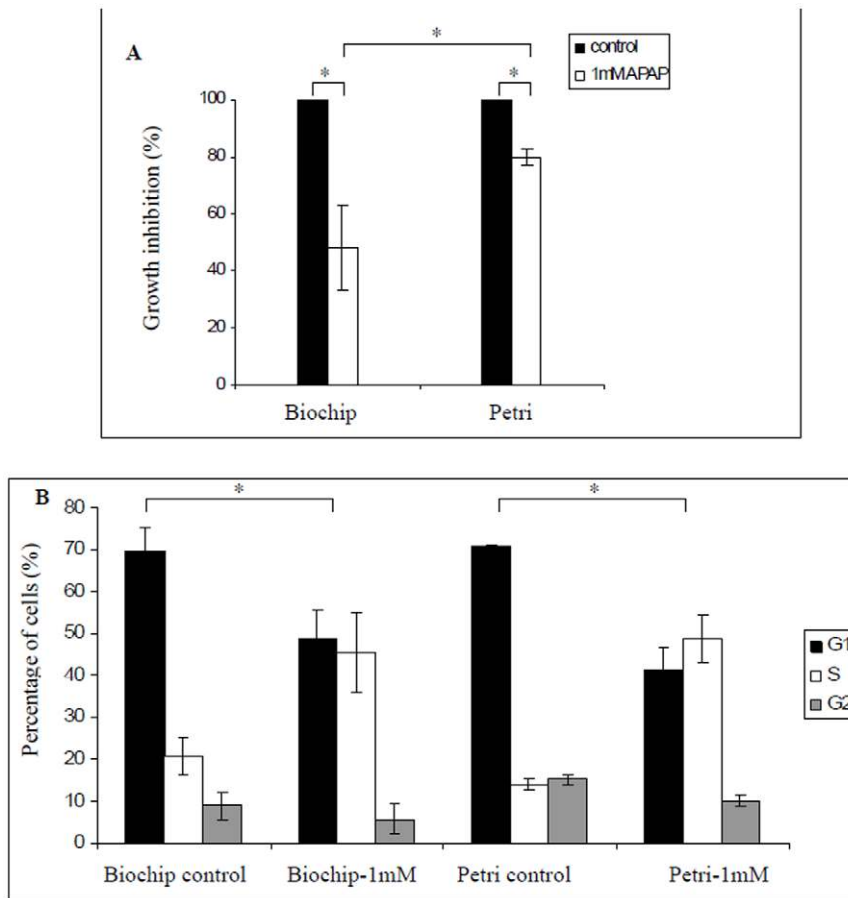 A
*
control
1mMAPAP
*
*
Growth inhibition (%)
100
80
60
40
20
0
Biochip
Petri
B
*
*
Percentage of cells (%)
80
70
60
50
40
30
20
10
0
G1
S
G2
Biochip control
Biochip-1mM
Petri control
Petri-1mM